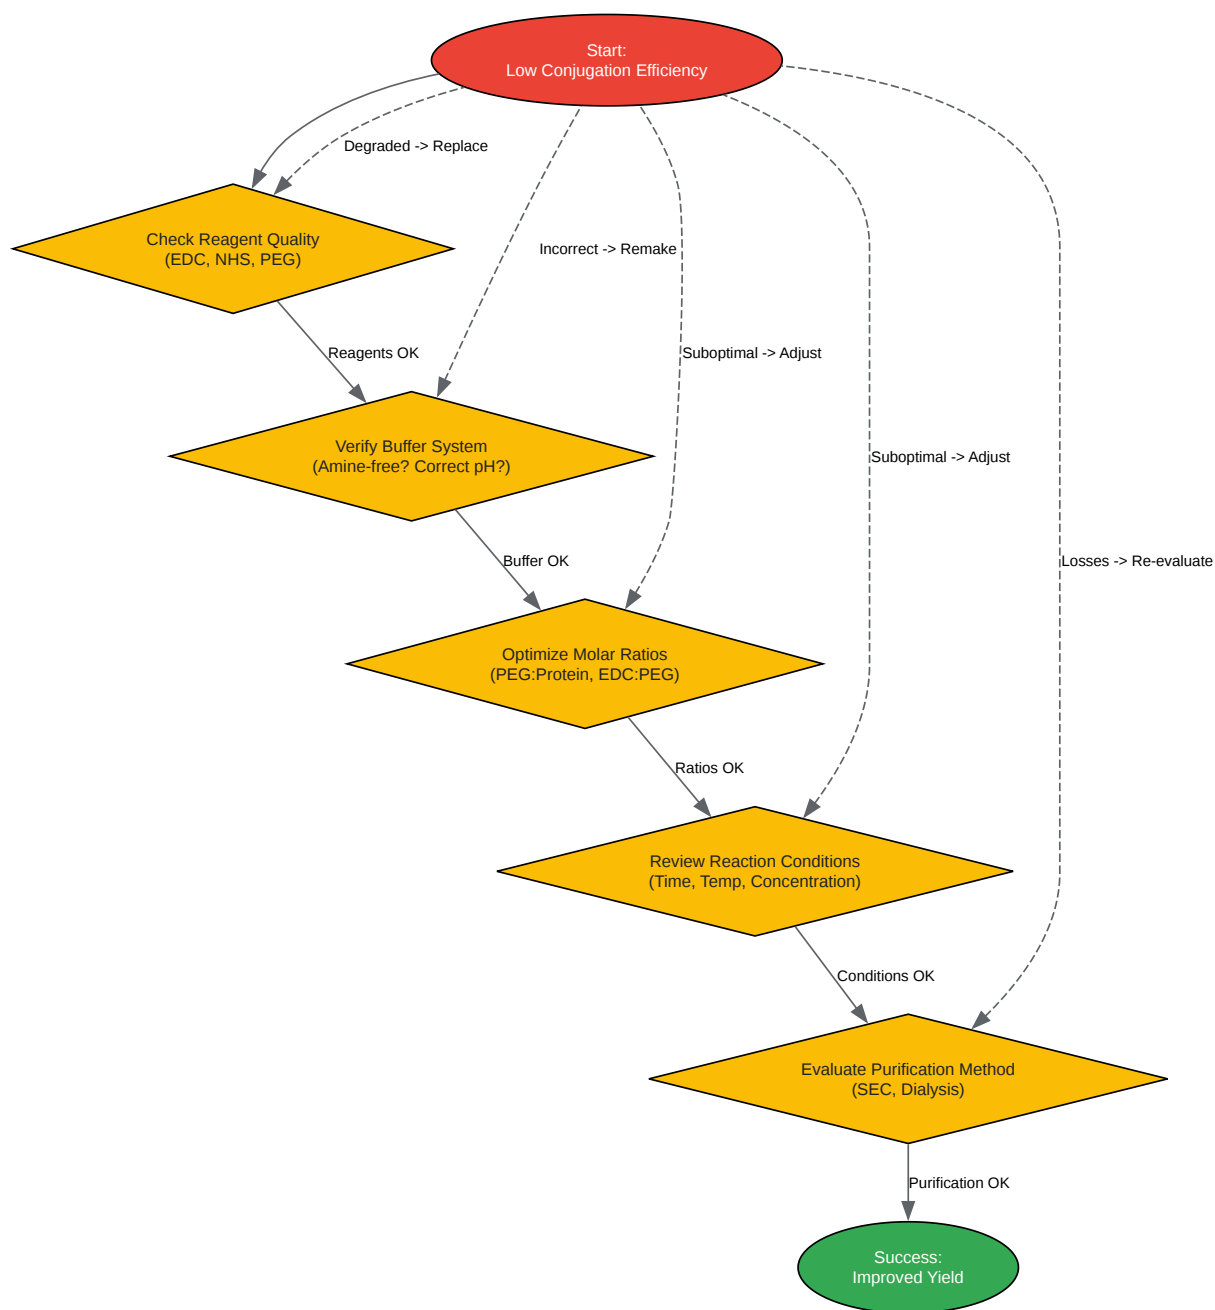 Start:
Low Conjugation Efficiency
Degraded -> Replace
Check Reagent Quality
(EDC, NHS, PEG)
Incorrect -> Remake
Reagents OK
Suboptimal -> Adjust
Verify Buffer System
(Amine-free? Correct pH?)
Suboptimal -> Adjust
Buffer OK
Losses -> Re-evaluate
Optimize Molar Ratios
(PEG:Protein, EDC:PEG)
Ratios OK
Review Reaction Conditions
(Time, Temp, Concentration)
Conditions OK
Evaluate Purification Method
(SEC, Dialysis)
Purification OK
Success:
Improved Yield